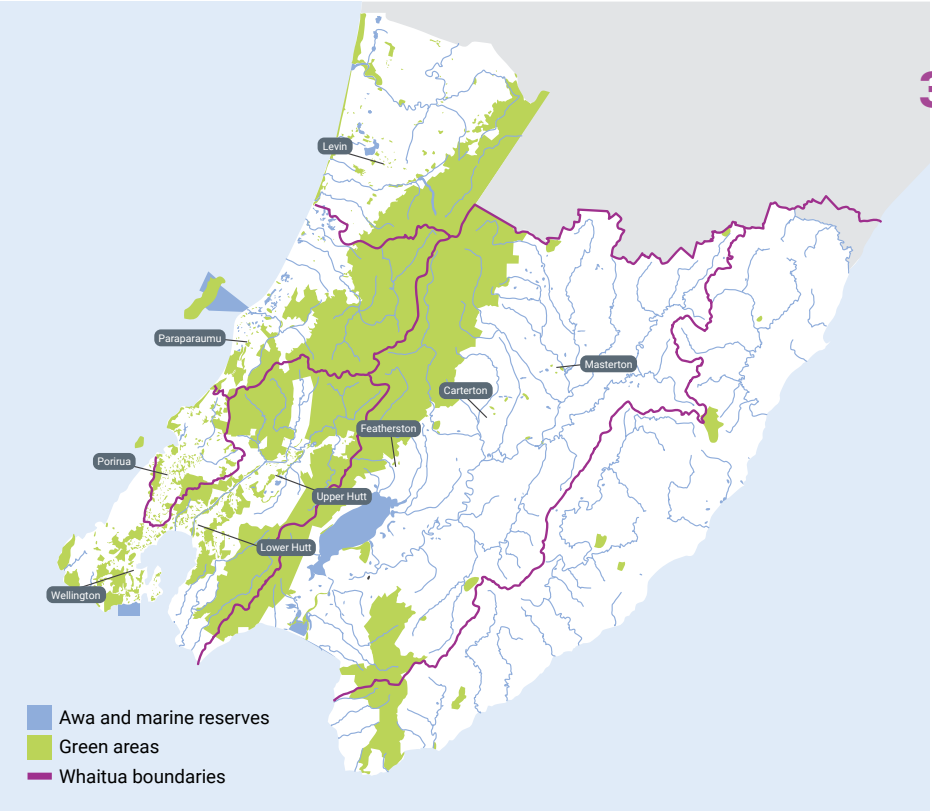 3
Levin
Paraparaumu
Masterton
Carterton
Featherston
Porirua
Upper Hutt
Lower Hutt
Wellington
Awa and marine reserves
Green areas
Whaitua boundaries